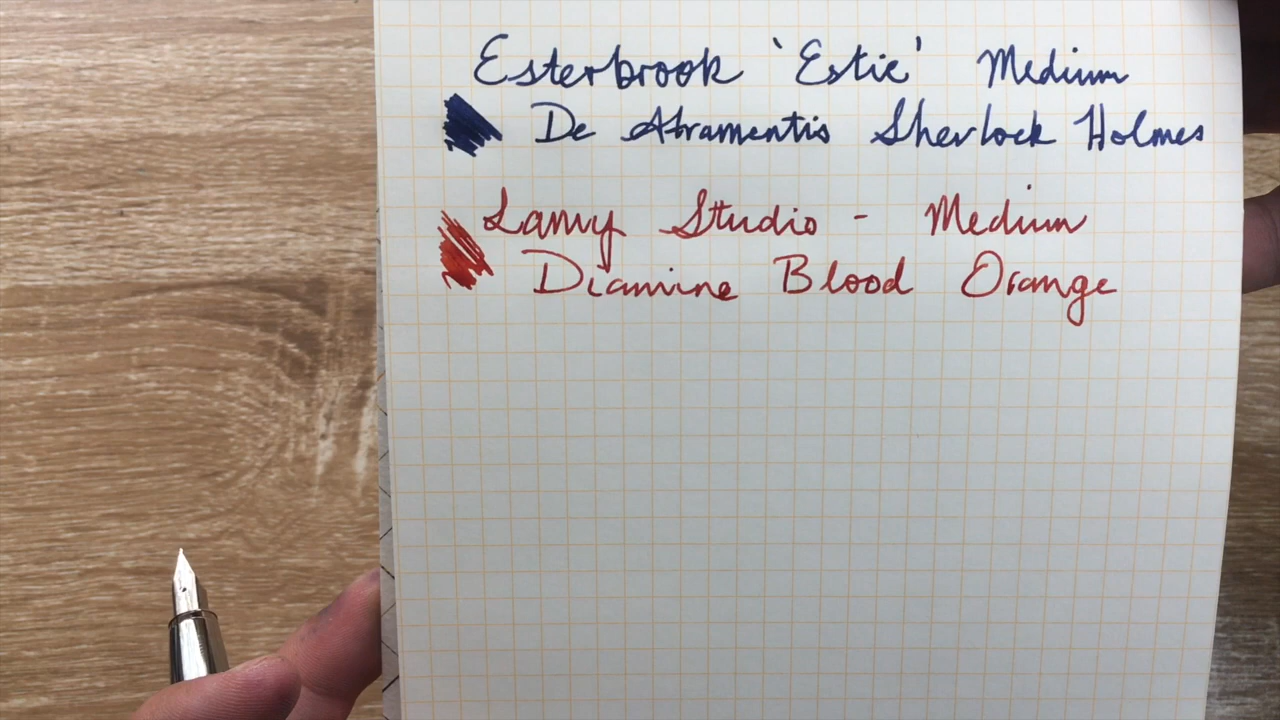 Esterbrook 'Estie' Medium
De Atramentis Sherlock Holmes
Lamy Studio - Medium
Diamine Blood Orange